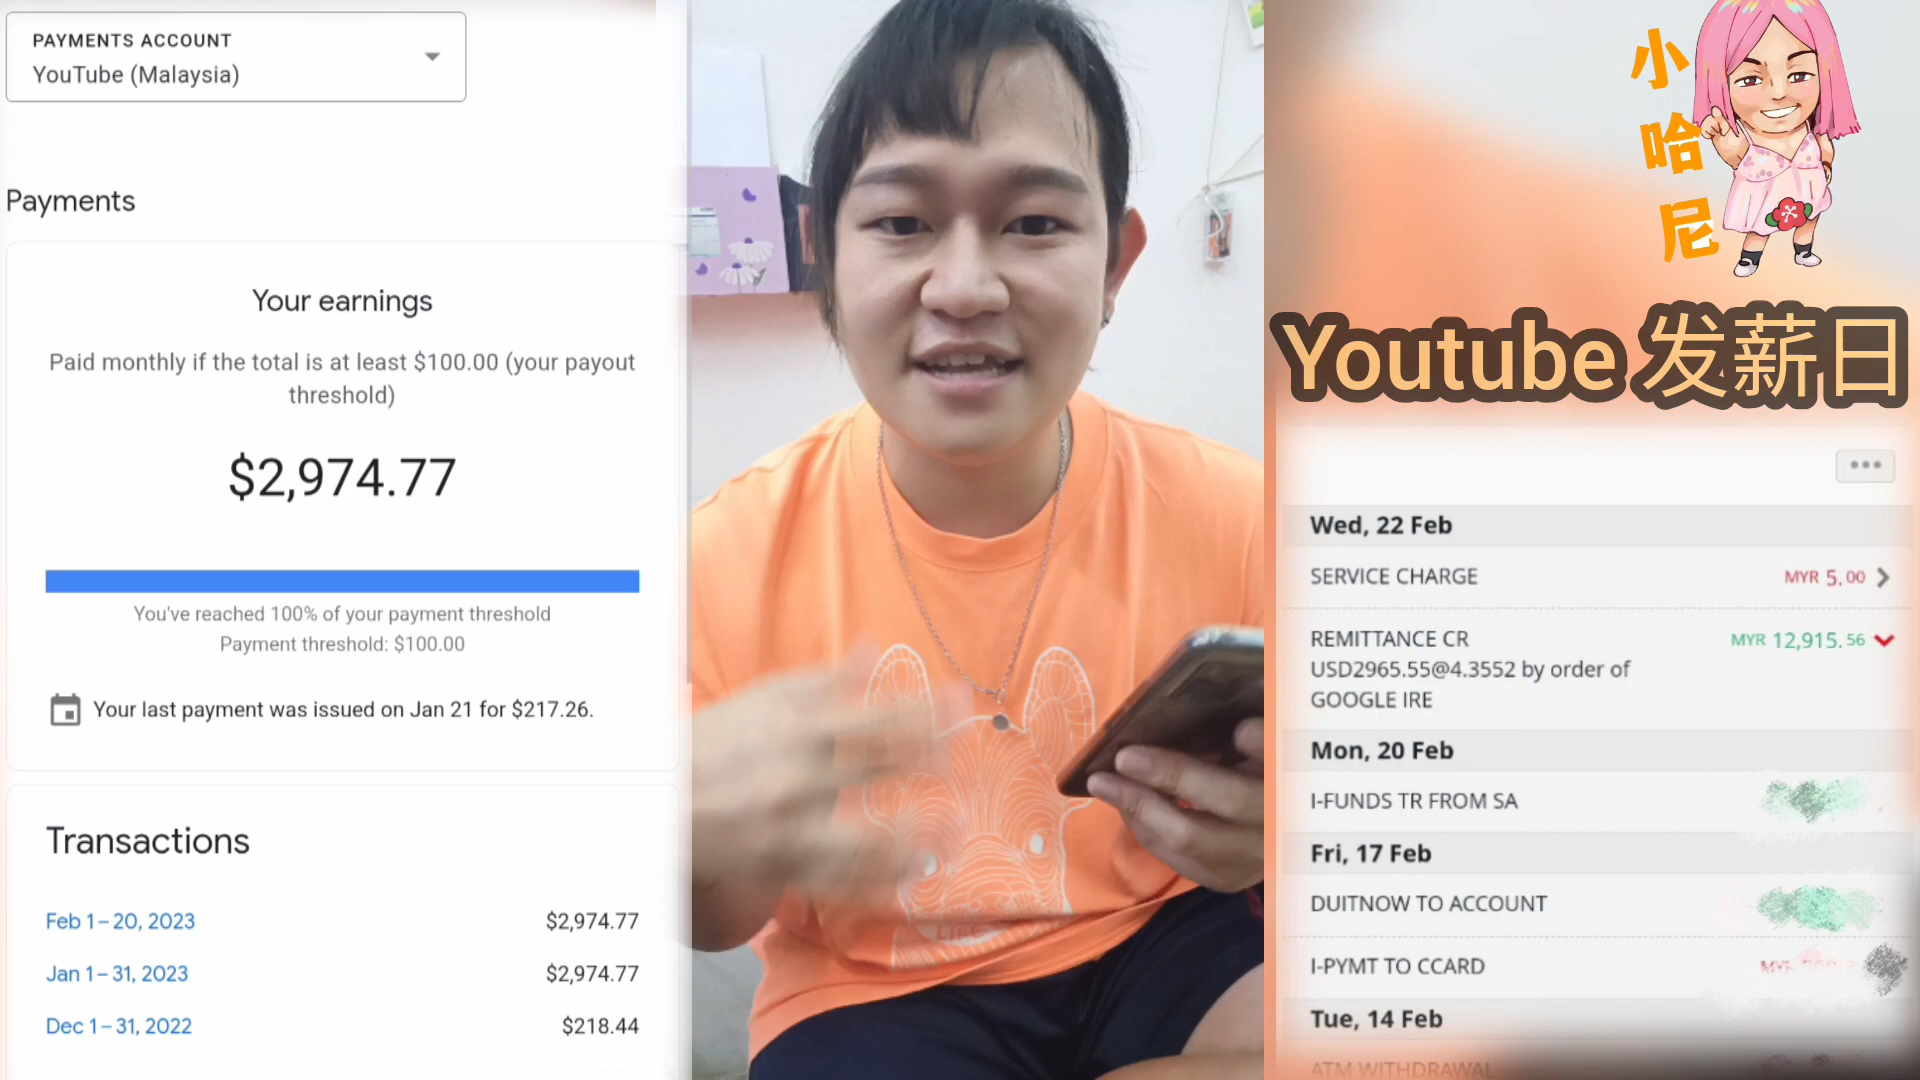 PAYMENTS ACCOUNT
YouTube (Malaysia)
Payments
Your earnings
Paid monthly if the total is at least $100.00 (your payout
threshold)
$2,974.77
You've reached 100% of your payment threshold
Payment threshold: $100.00
Your last payment was issued on Jan 21 for $217.26.
Transactions
Feb 1 – 20, 2023 $2,974.77
Jan 1 – 31, 2023 $2,974.77
Dec 1 – 31, 2022 $218.44
小
哈
尼
Youtube 发薪日
Wed, 22 Feb
SERVICE CHARGE MYR 5.00
REMITTANCE CR MYR 12,915.56
USD2965.55@4.3552 by order of
GOOGLE IRE
Mon, 20 Feb
I-FUNDS TR FROM SA
Fri, 17 Feb
DUITNOW TO ACCOUNT
I-PYMT TO CCARD
Tue, 14 Feb
ATM WITHDRAWAL